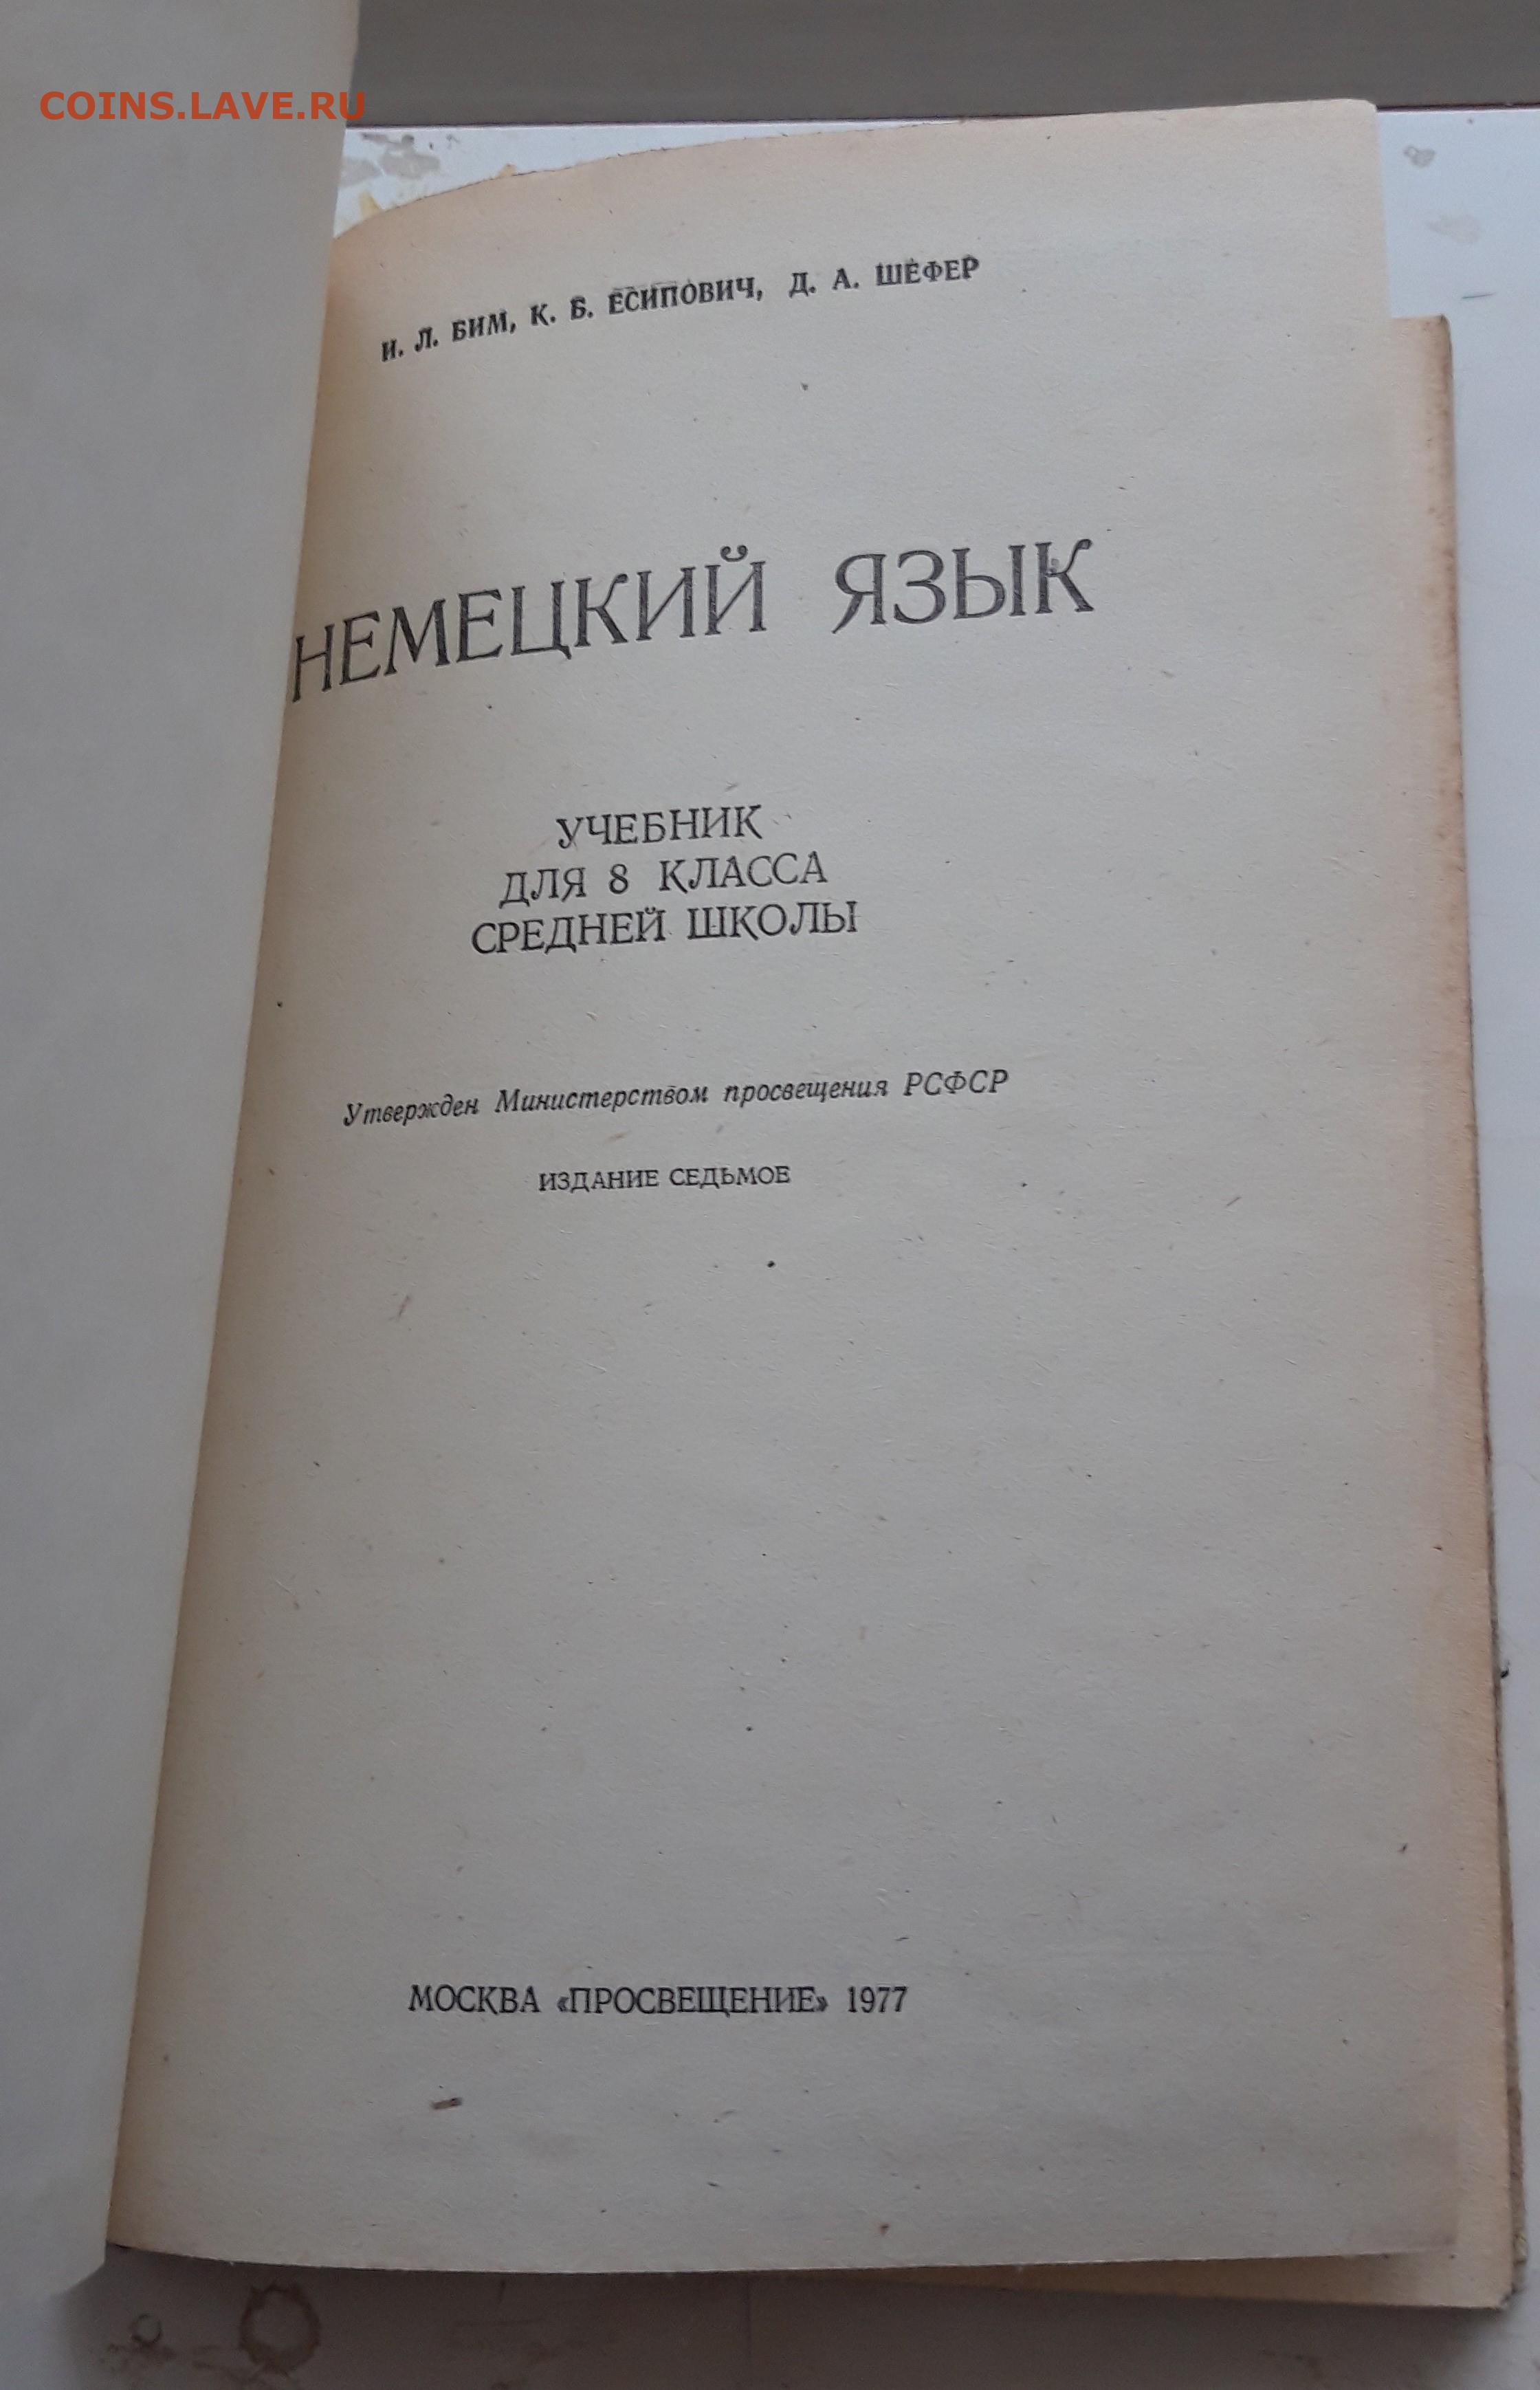 COINS.LAVE.RU
И. Л. БИМ, К. Б. ЕСИПОВИЧ, Д. А. ШЕФЕР
НЕМЕЦКИЙ ЯЗЫК
УЧЕБНИК
ДЛЯ 8 КЛАССА
СРЕДНЕЙ ШКОЛЫ
Утвержден Министерством просвещения РСФСР
ИЗДАНИЕ СЕДЬМОЕ
МОСКВА «ПРОСВЕЩЕНИЕ» 1977